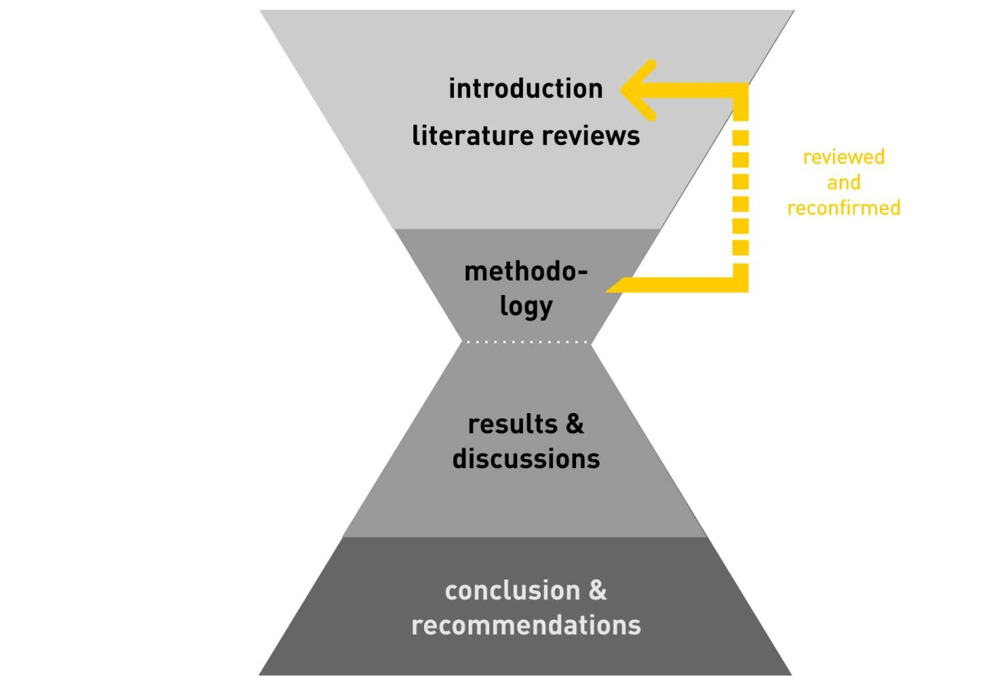 introduction
literature reviews
reviewed
and
reconfirmed
methodo-
logy
results &
discussions
conclusion &
recommendations